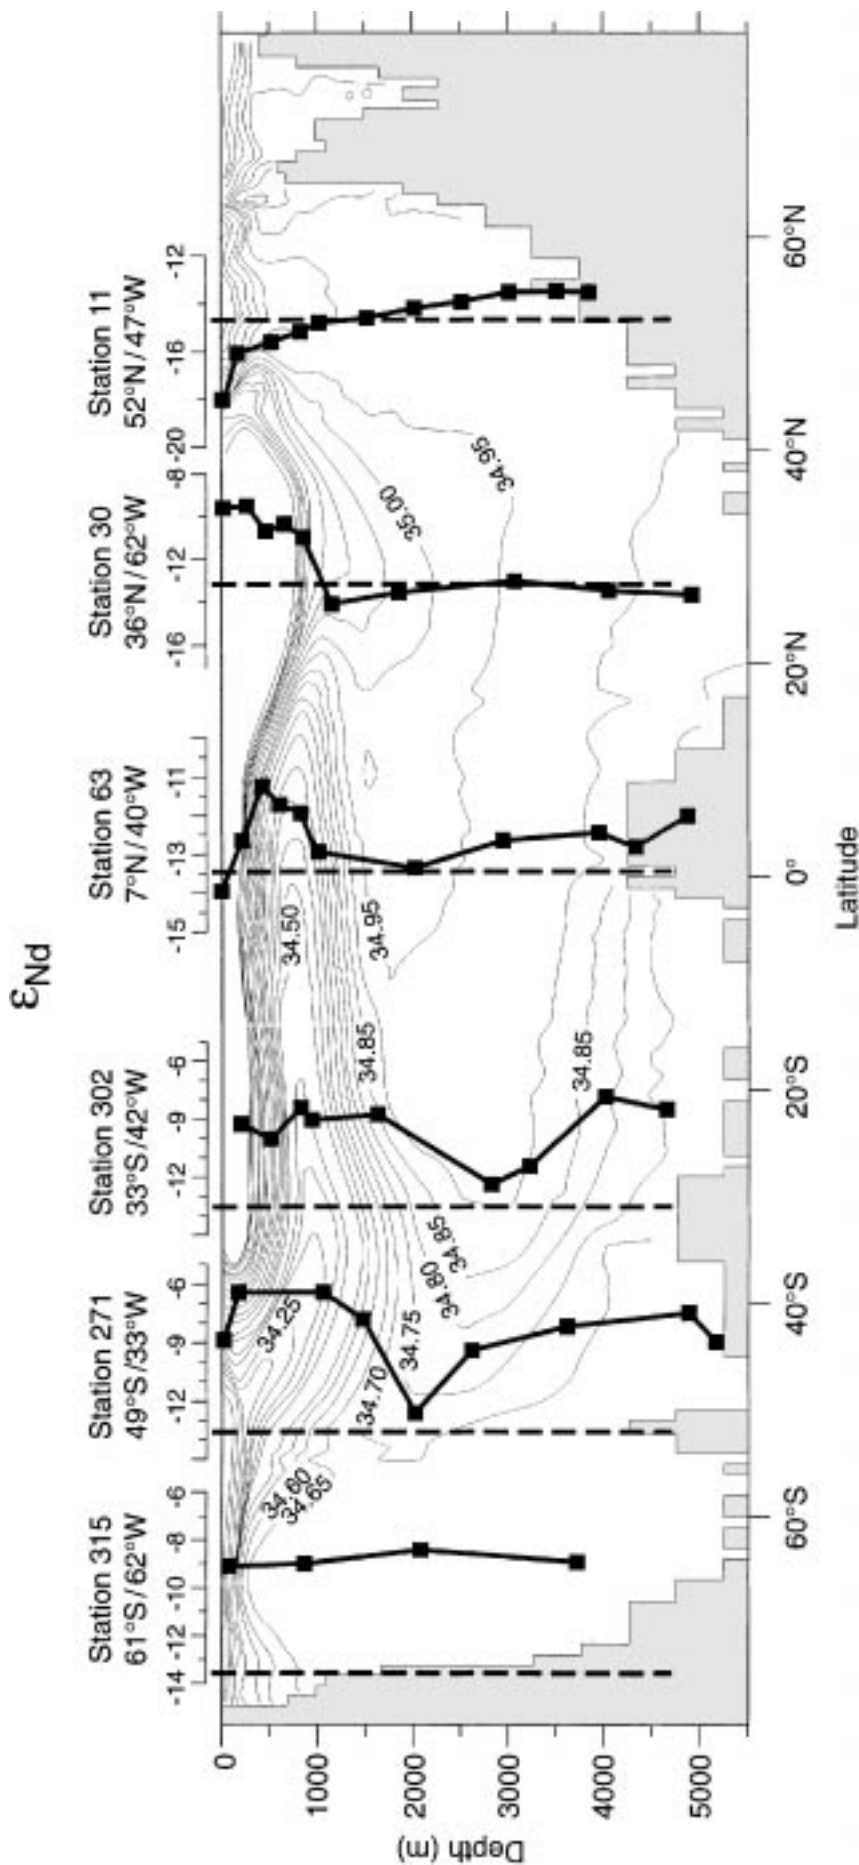 εNd
Station 315
61°S/62°W
Station 271
49°S/33°W
Station 302
33°S/42°W
Station 63
7°N/40°W
Station 30
36°N/62°W
Station 11
52°N/47°W
-14 -12 -10 -8 -6
-12 -9 -6
-12 -9 -6
-15 -13 -11
-16 -12 -8
-20 -16 -12
34.60
34.65
34.70
34.75
34.25
34.80
34.85
34.85
34.85
34.50
34.95
35.00
34.95
0
1000
2000
3000
4000
5000
Depth (m)
60°S 40°S 20°S 0° 20°N 40°N 60°N
Latitude